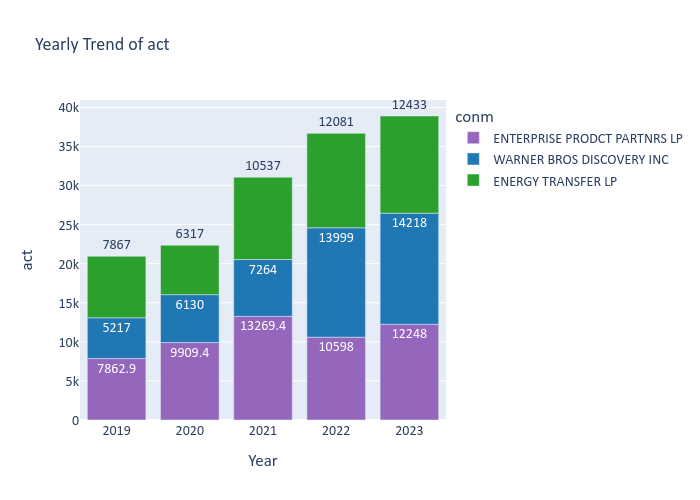 Yearly Trend of act
conm
ENTERPRISE PRODCT PARTNRS LP
WARNER BROS DISCOVERY INC
ENERGY TRANSFER LP
act
40k
35k
30k
25k
20k
15k
10k
5k
0
7867
5217
7862.9
6317
6130
9909.4
10537
7264
13269.4
12081
13999
10598
12433
14218
12248
2019
2020
2021
2022
2023
Year